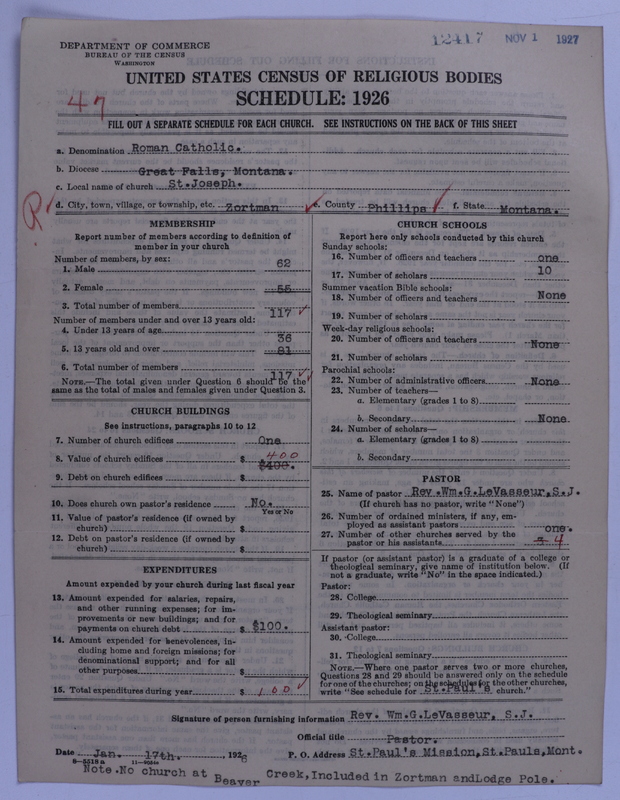 12417 NOV 1 1927
DEPARTMENT OF COMMERCE
BUREAU OF THE CENSUS
WASHINGTON
UNITED STATES CENSUS OF RELIGIOUS BODIES
SCHEDULE: 1926
47
FILL OUT A SEPARATE SCHEDULE FOR EACH CHURCH. SEE INSTRUCTIONS ON THE BACK OF THIS SHEET
a. Denomination Roman Catholic.
b. Diocese Great Falls, Montana.
c. Local name of church St.Joseph.
R d. City, town, village, or township, etc. Zortman e. County Phillips f. State Montana.
MEMBERSHIP
Report number of members according to definition of
member in your church
Number of members, by sex:
1. Male 62
2. Female 55
3. Total number of members 117
Number of members under and over 13 years old:
4. Under 13 years of age 36
5. 13 years old and over 81
6. Total number of members 117
NOTE.—The total given under Question 6 should be the
same as the total of males and females given under Question 3.
CHURCH BUILDINGS
See instructions, paragraphs 10 to 12
7. Number of church edifices One
8. Value of church edifices $ 400 $400.
9. Debt on church edifices $
10. Does church own pastor's residence No.
Yes or No
11. Value of pastor's residence (if owned by
church) $
12. Debt on pastor's residence (if owned by
church) $
EXPENDITURES
Amount expended by your church during last fiscal year
13. Amount expended for salaries, repairs,
and other running expenses; for im-
provements or new buildings; and for
payments on church debt $ $100.
14. Amount expended for benevolences, in-
cluding home and foreign missions; for
denominational support; and for all
other purposes $
15. Total expenditures during year $ 100
CHURCH SCHOOLS
Report here only schools conducted by this church
Sunday schools:
16. Number of officers and teachers one
17. Number of scholars 10
Summer vacation Bible schools:
18. Number of officers and teachers None
19. Number of scholars
Week-day religious schools:
20. Number of officers and teachers None
21. Number of scholars
Parochial schools:
22. Number of administrative officers None
23. Number of teachers—
a. Elementary (grades 1 to 8)
b. Secondary None
24. Number of scholars—
a. Elementary (grades 1 to 8)
b. Secondary
PASTOR
25. Name of pastor Rev.Wm.G.LeVasseur,S.J.
(If church has no pastor, write "None")
26. Number of ordained ministers, if any, em-
ployed as assistant pastors one.
27. Number of other churches served by the
pastor or his assistants 4
If pastor (or assistant pastor) is a graduate of a college or
theological seminary, give name of institution below. (If
not a graduate, write "No" in the space indicated.)
Pastor:
28. College
29. Theological seminary
Assistant pastor:
30. College
31. Theological seminary
NOTE.—Where one pastor serves two or more churches,
Questions 28 and 29 should be answered only on the schedule
for one of the churches; on the schedules for the other churches,
write "See schedule for St.Paul's church."
Signature of person furnishing information Rev. Wm.G.LeVasseur, S.J.
Official title Pastor.
Date Jan. 17th. 1926 P. O. Address St.Paul's Mission,St.Pauls,Mont.
Note.No church at Beaver Creek,Included in Zortman andLodge Pole.